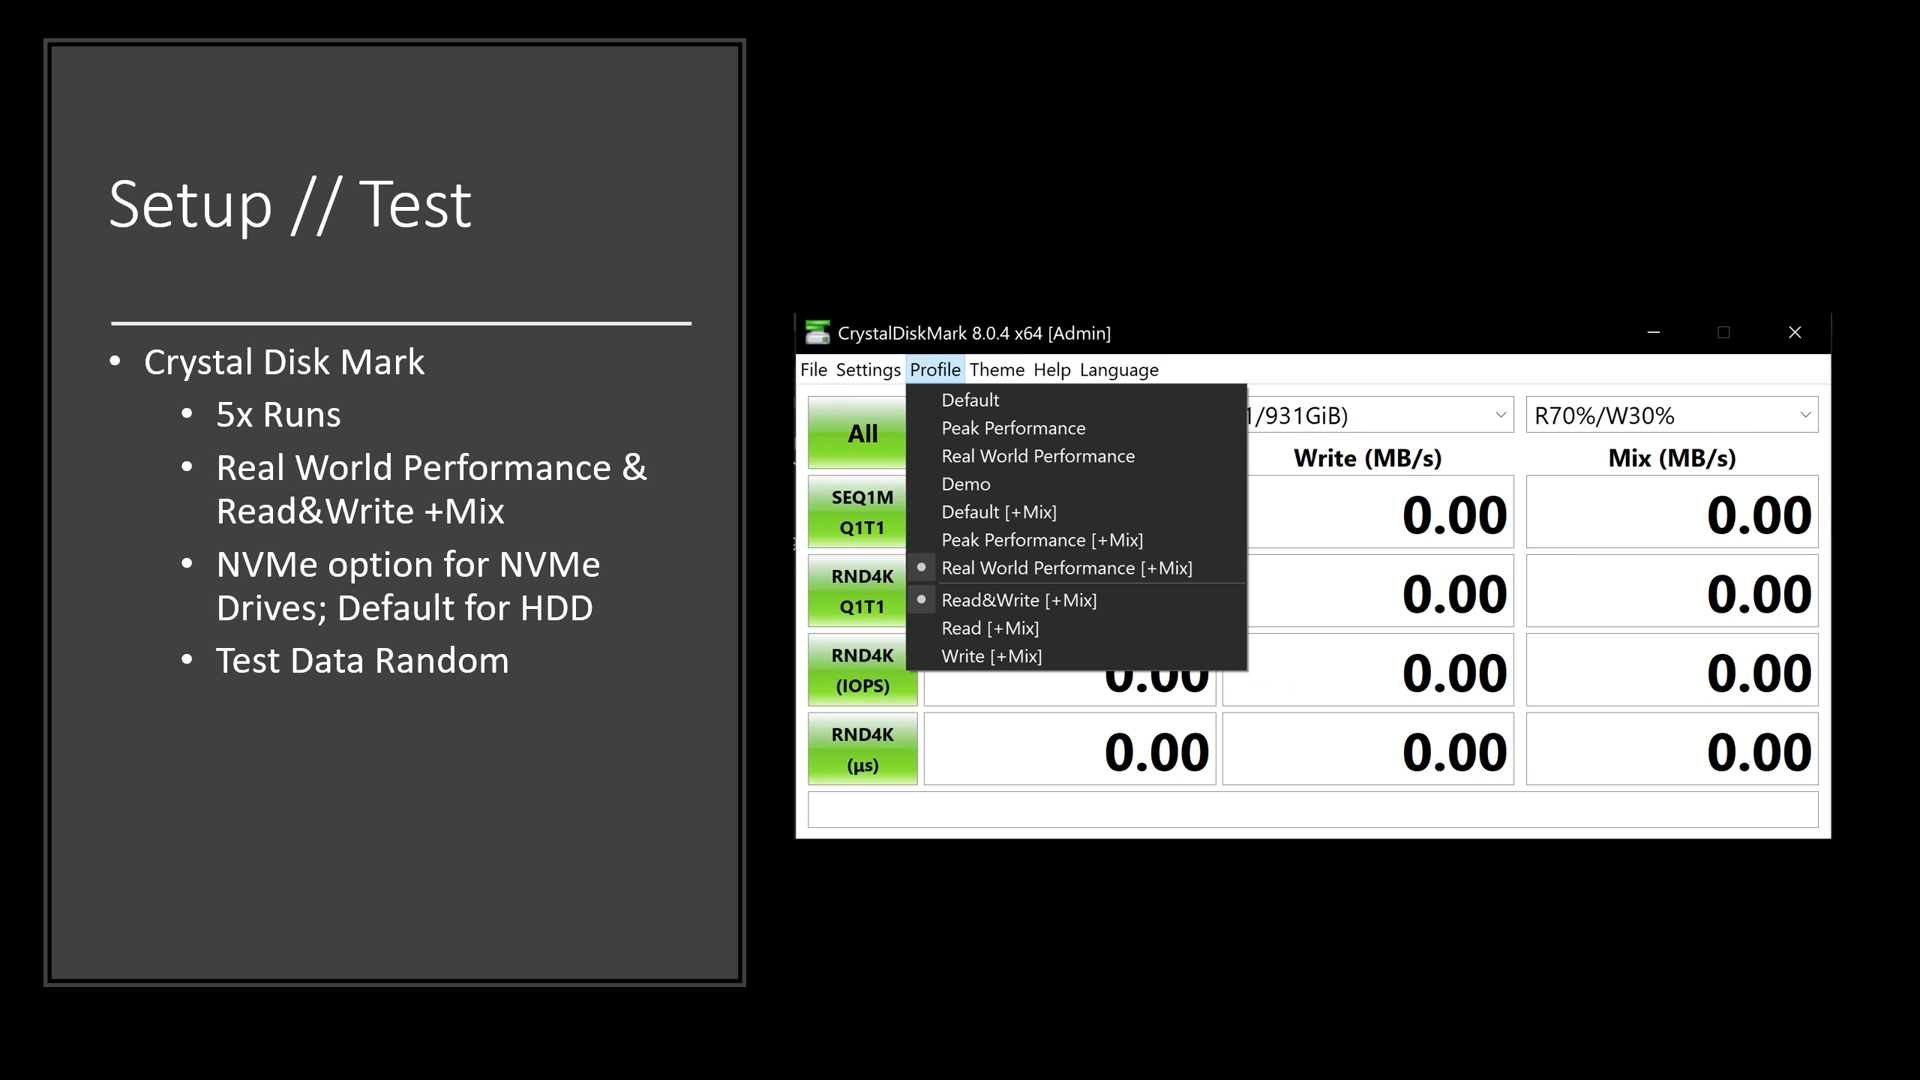 Setup // Test
• Crystal Disk Mark
• 5x Runs
• Real World Performance &
Read&Write +Mix
• NVMe option for NVMe
Drives; Default for HDD
• Test Data Random
CrystalDiskMark 8.0.4 x64 [Admin]
File Settings Profile Theme Help Language
Default
Peak Performance
Real World Performance
Demo
Default [+Mix]
Peak Performance [+Mix]
Real World Performance [+Mix]
Read&Write [+Mix]
Read [+Mix]
Write [+Mix]
All
/931GiB)
R70%/W30%
Write (MB/s)
Mix (MB/s)
SEQ1M
Q1T1
0.00
0.00
RND4K
Q1T1
0.00
0.00
RND4K
(IOPS)
0.00
0.00
0.00
RND4K
(µs)
0.00
0.00
0.00